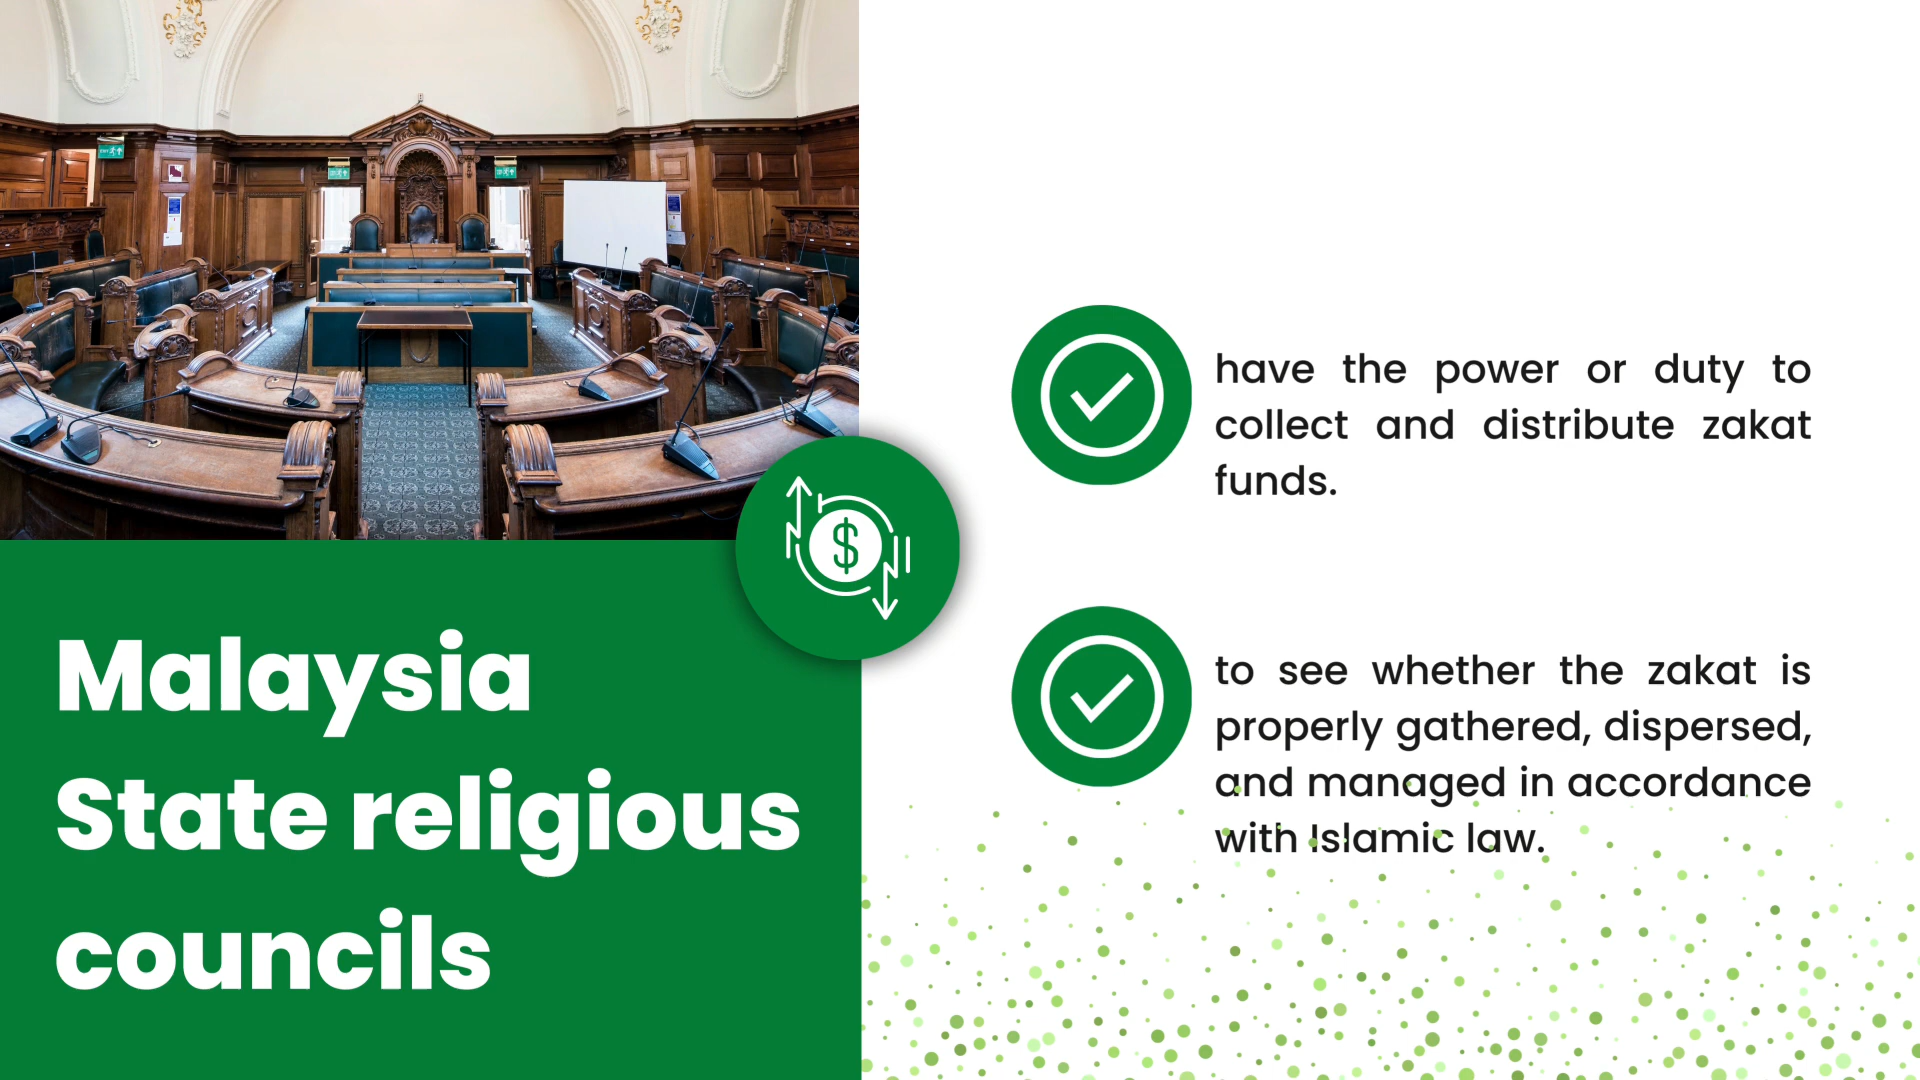 Malaysia
State religious
councils
have the power or duty to
collect and distribute zakat
funds.
to see whether the zakat is
properly gathered, dispersed,
and managed in accordance
with Islamic law.
$